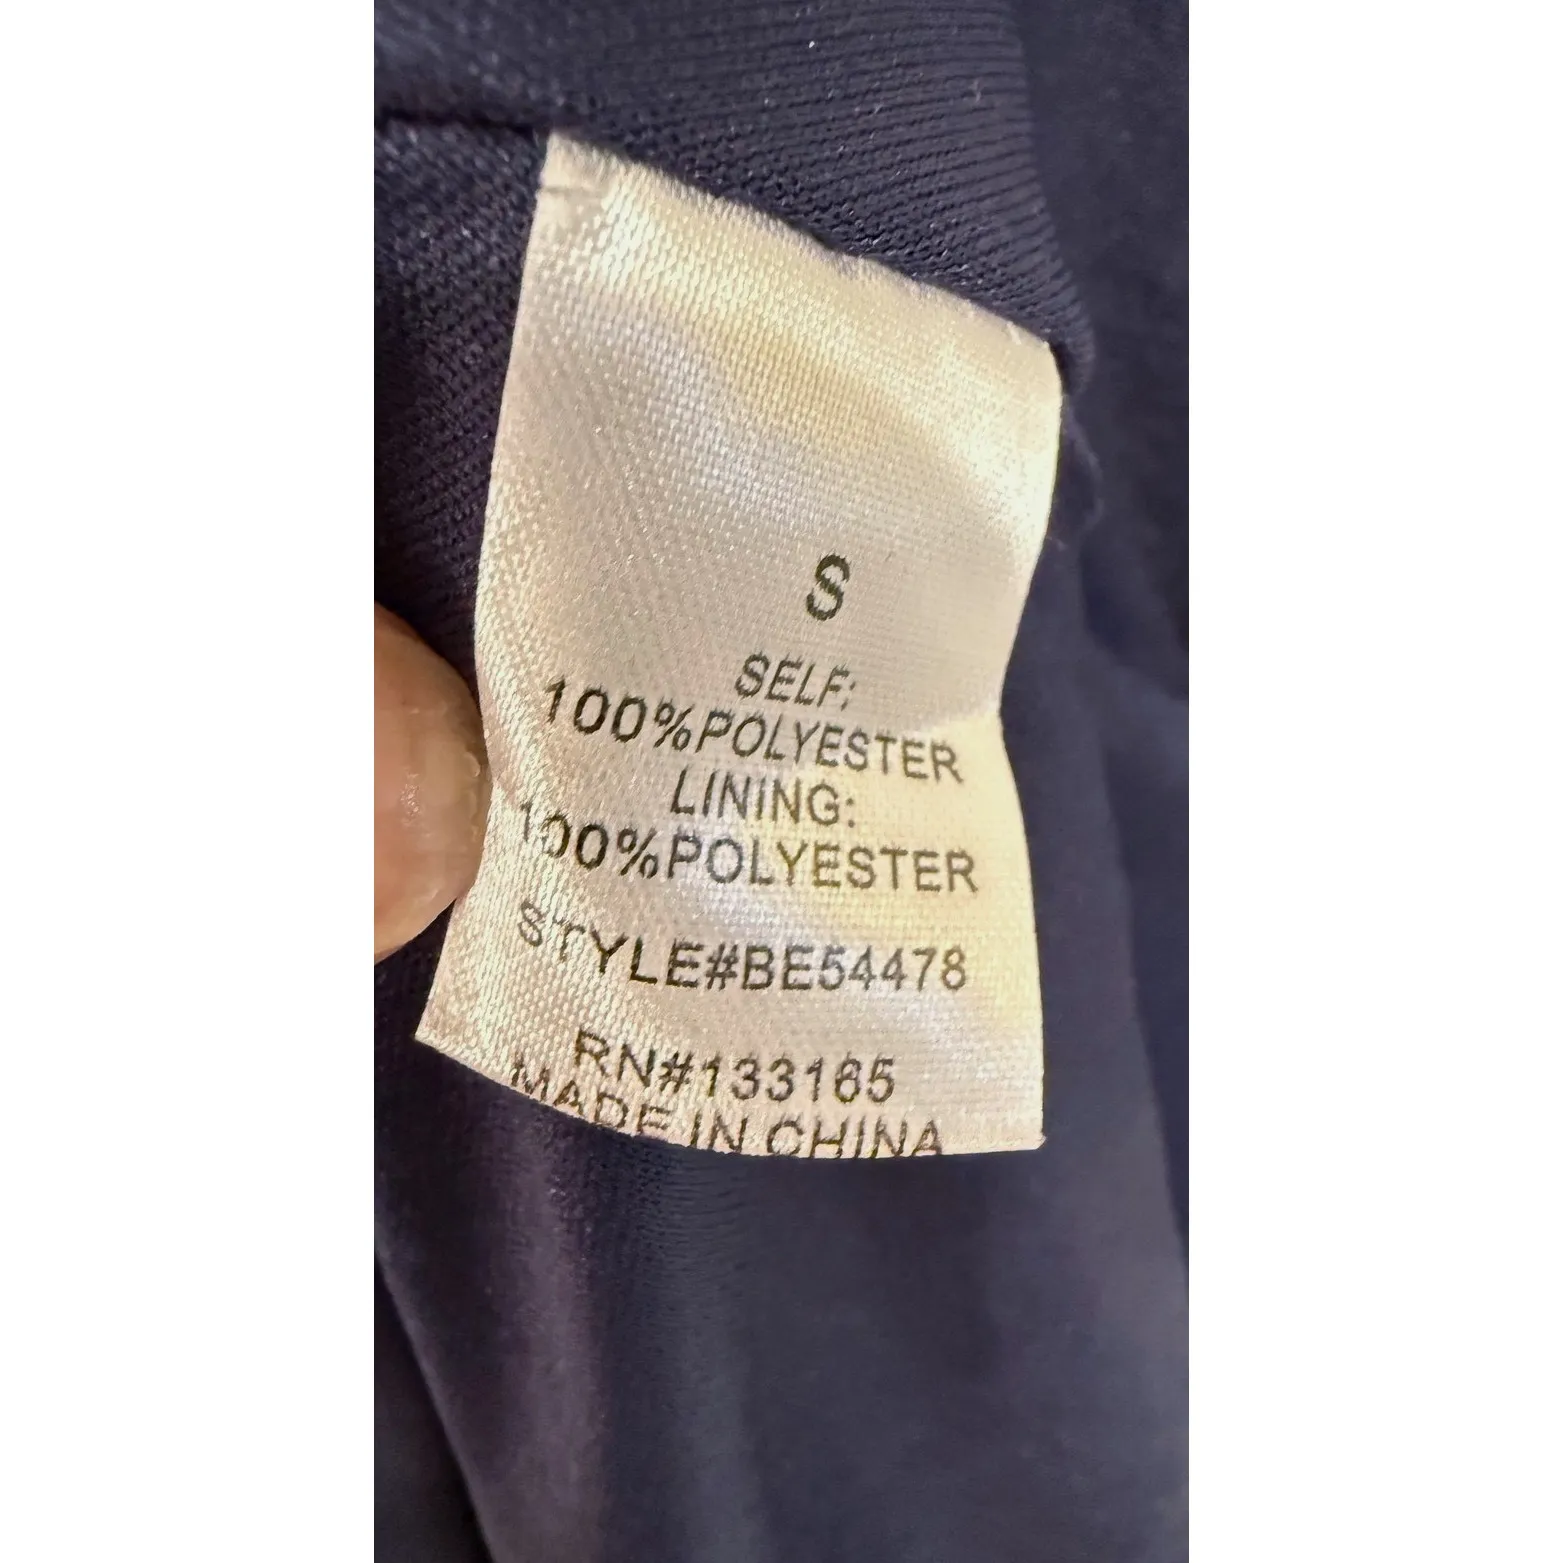 S
SELF:
100%POLYESTER
LINING:
100%POLYESTER
STYLE#BE54478
RN#133165
MADE IN CHINA